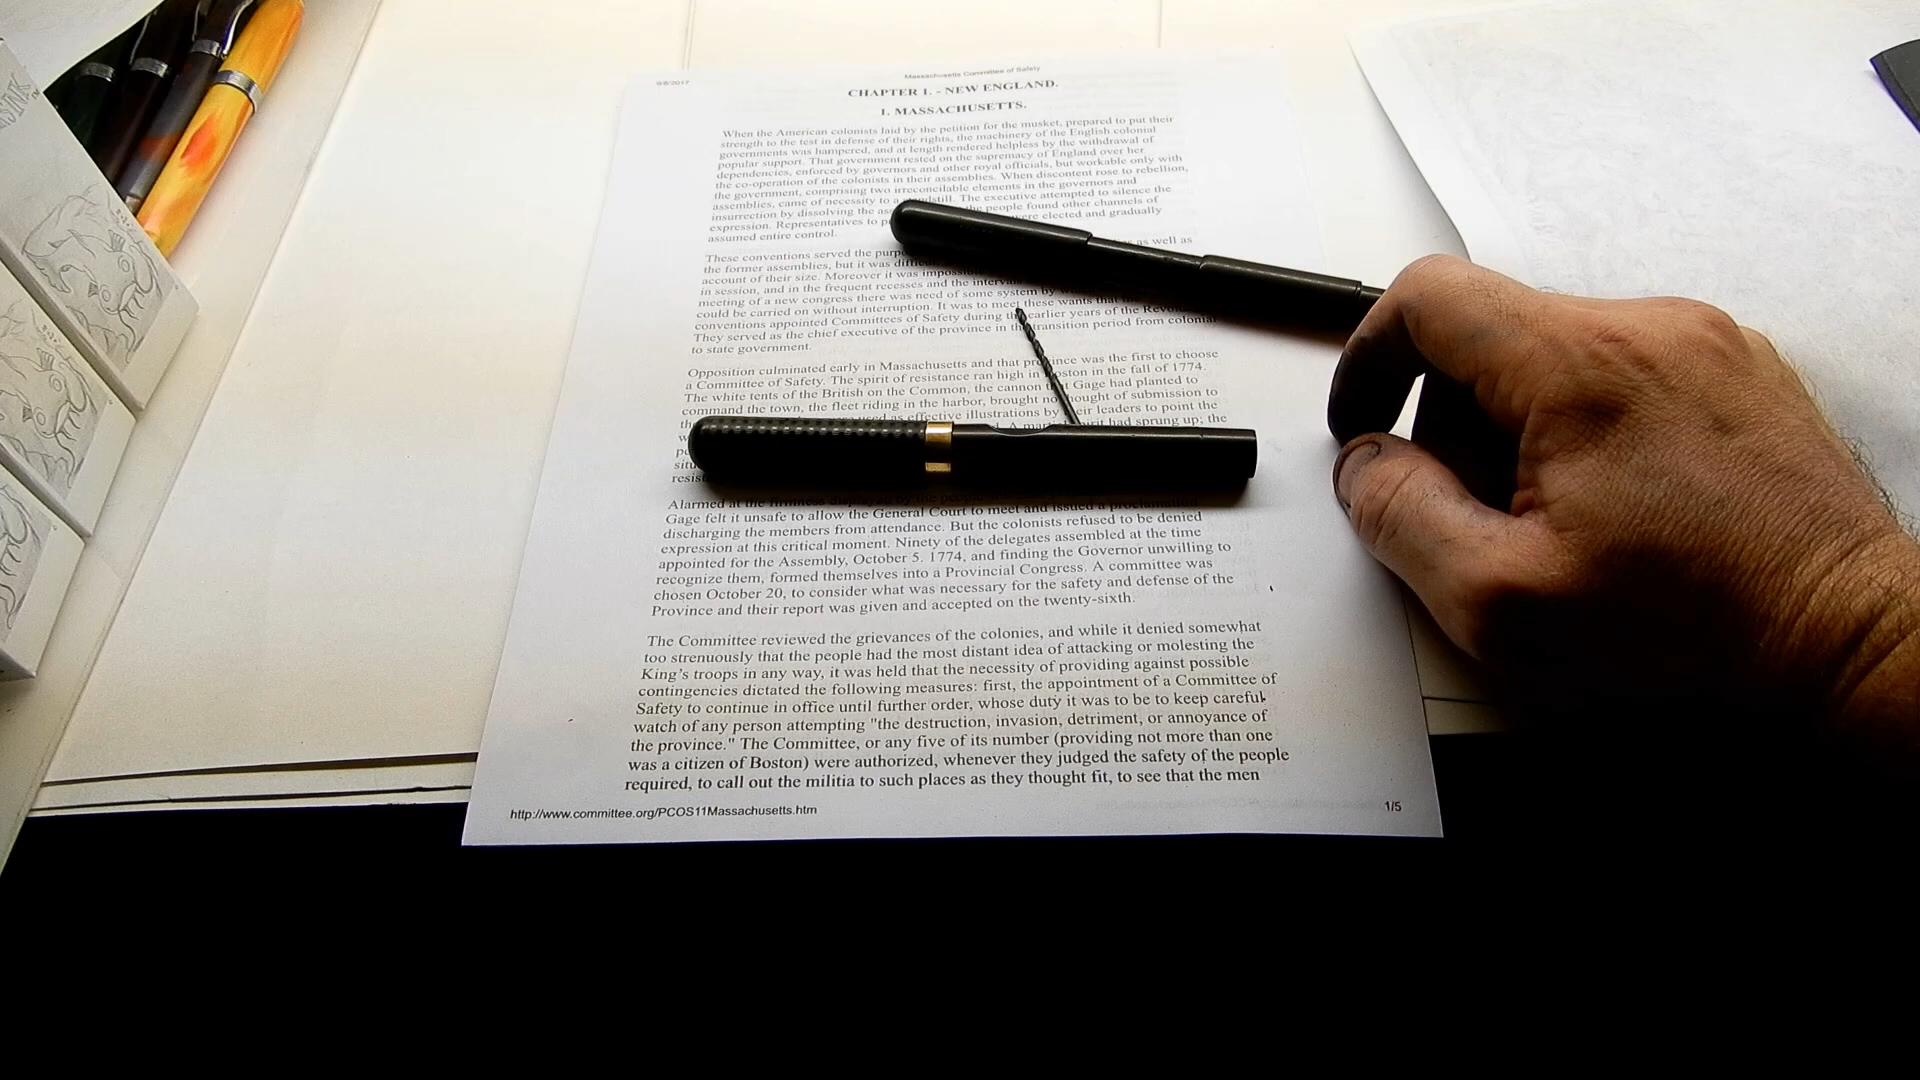 9/8/2017 Massachusetts Committee of Safety
CHAPTER I. - NEW ENGLAND.
I. MASSACHUSETTS.
When the American colonists laid by the petition for the musket, prepared to put their
strength to the test in defense of their rights, the machinery of the English colonial
governments was hampered, and at length rendered helpless by the withdrawal of
popular support. That government rested on the supremacy of England over her
dependencies, enforced by governors and other royal officials, but workable only with
the co-operation of the colonists in their assemblies. When discontent rose to rebellion,
the government, comprising two irreconcilable elements in the governors and
assemblies, came of necessity to a standstill. The executive attempted to silence the
insurrection by dissolving the the people found other channels of
expression. Representatives to were elected and gradually
assumed entire control.
These conventions served the as well as
the former assemblies, but it was
account of their size. Moreover it was
in session, and in the frequent recesses and the
meeting of a new congress there was need of some system by
could be carried on without interruption. It was to meet these wants that
conventions appointed Committees of Safety during the earlier years of the
They served as the chief executive of the province in the transition period from colonial
to state government.
Opposition culminated early in Massachusetts and that province was the first to choose
a Committee of Safety. The spirit of resistance ran high in Boston in the fall of 1774.
The white tents of the British on the Common, the cannon that Gage had planted to
command the town, the fleet riding in the harbor, brought no thought of submission to
used as effective illustrations by their leaders to point the
A spirit had sprung up; the
Alarmed at the firmness displayed by the people and issued a proclamation
Gage felt it unsafe to allow the General Court to meet
discharging the members from attendance. But the colonists refused to be denied
expression at this critical moment. Ninety of the delegates assembled at the time
appointed for the Assembly, October 5. 1774, and finding the Governor unwilling to
recognize them, formed themselves into a Provincial Congress. A committee was
chosen October 20, to consider what was necessary for the safety and defense of the
Province and their report was given and accepted on the twenty-sixth.
The Committee reviewed the grievances of the colonies, and while it denied somewhat
too strenuously that the people had the most distant idea of attacking or molesting the
King's troops in any way, it was held that the necessity of providing against possible
contingencies dictated the following measures: first, the appointment of a Committee of
Safety to continue in office until further order, whose duty it was to be to keep careful
watch of any person attempting "the destruction, invasion, detriment, or annoyance of
the province." The Committee, or any five of its number (providing not more than one
was a citizen of Boston) were authorized, whenever they judged the safety of the people
required, to call out the militia to such places as they thought fit, to see that the men
http://www.committee.org/PCOS11Massachusetts.htm 1/5